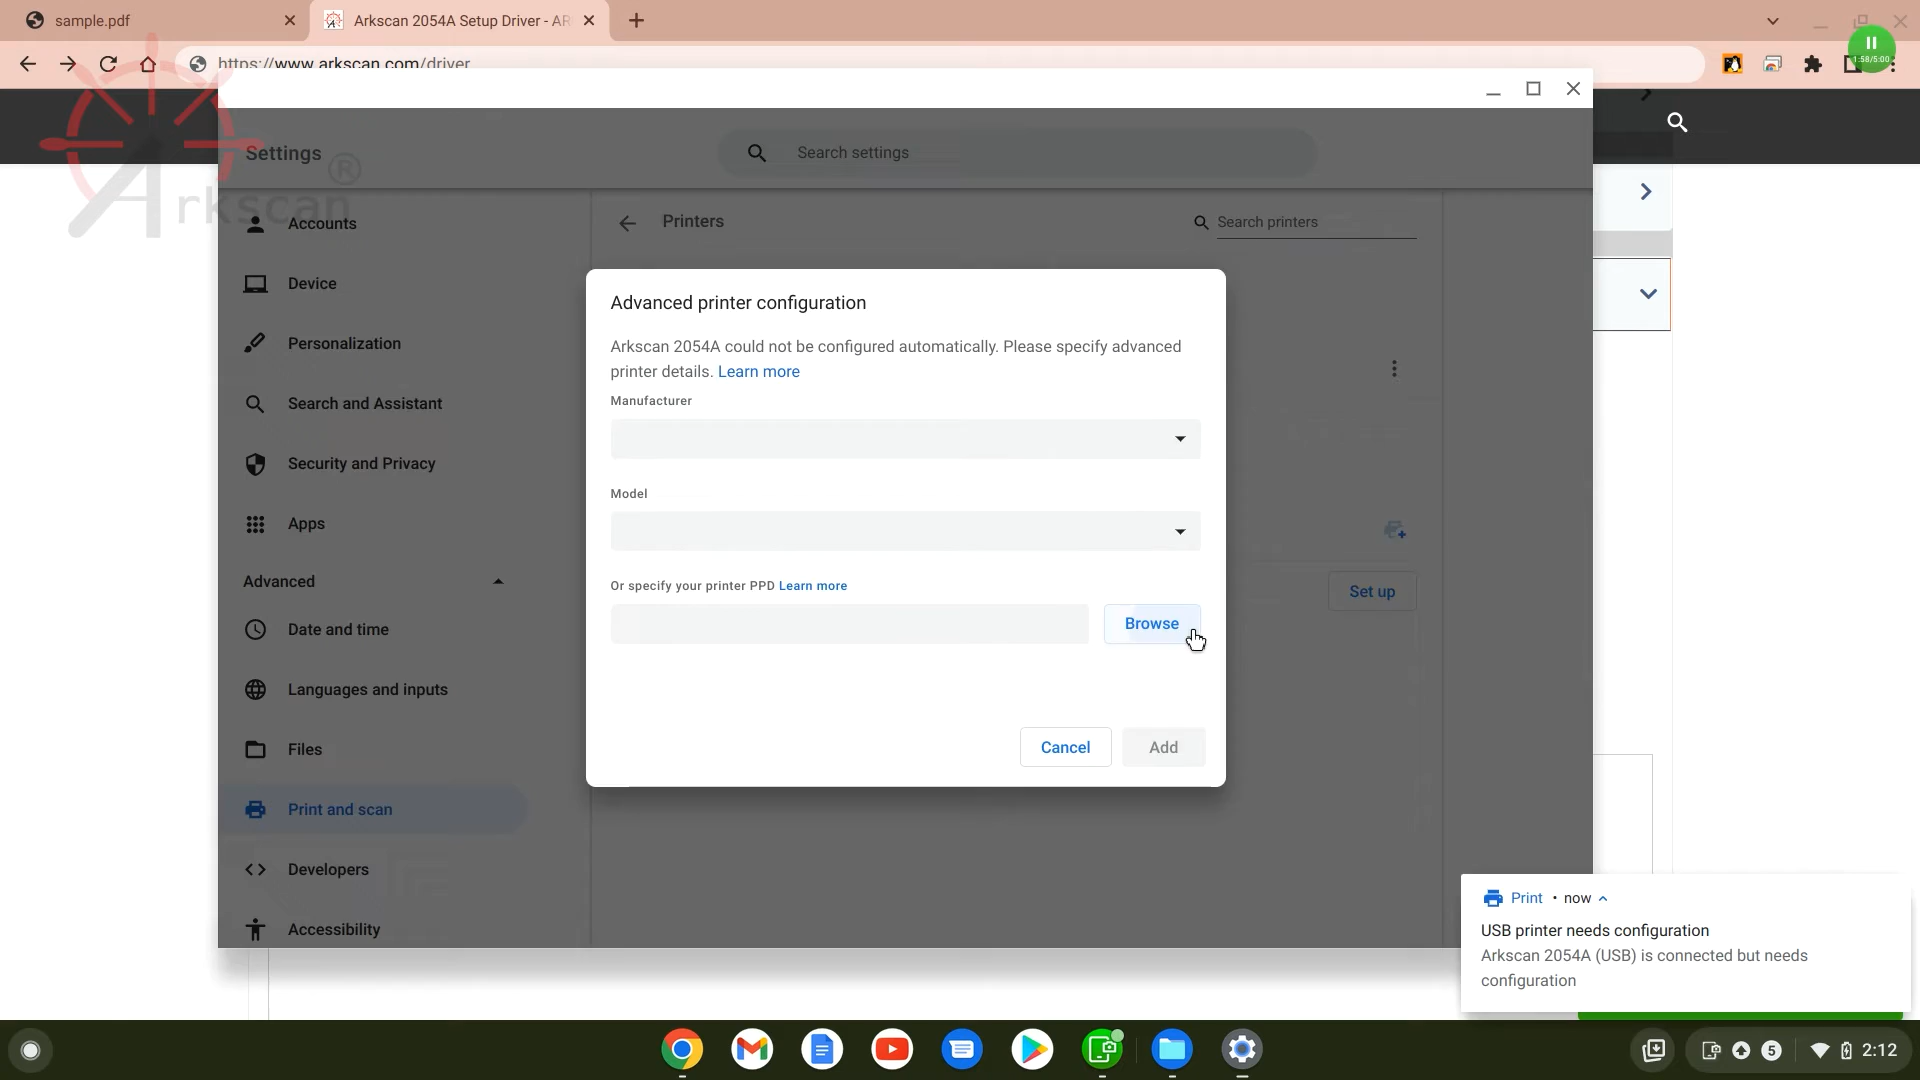 sample.pdf
Arkscan 2054A Setup Driver - AR
https://www.arkscan.com/driver
1:58/5:00
Settings
Search settings
Arkscan®
Accounts
Printers
Search printers
Device
Personalization
Search and Assistant
Security and Privacy
Apps
Advanced
Date and time
Languages and inputs
Files
Print and scan
Developers
Accessibility
Advanced printer configuration
Arkscan 2054A could not be configured automatically. Please specify advanced
printer details. Learn more
Manufacturer
Model
Or specify your printer PPD Learn more
Browse
Cancel
Add
Set up
Print • now
USB printer needs configuration
Arkscan 2054A (USB) is connected but needs
configuration
5
2:12